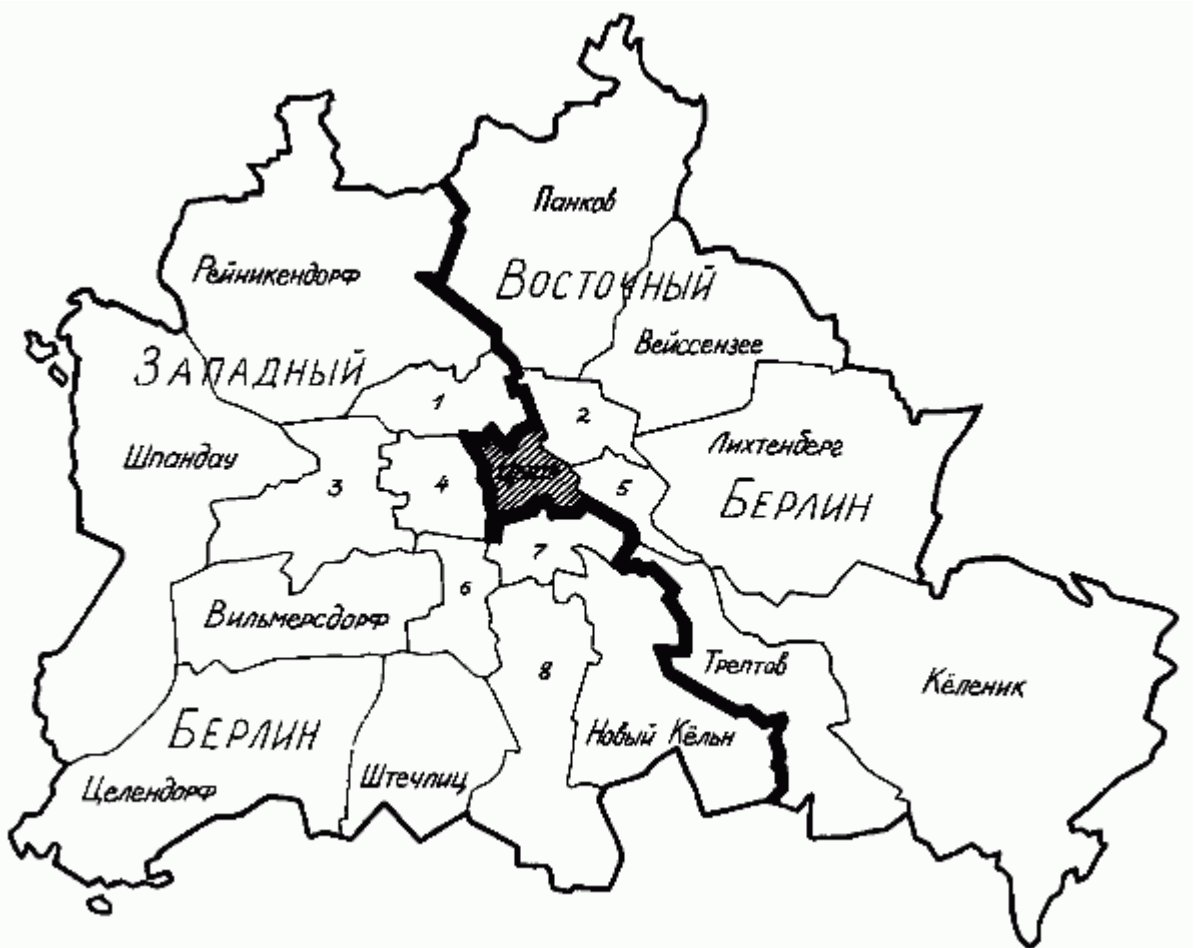 Панков
Рейникендорф
Восточный
Вейссензее
Западный
1
2
Лихтенберг
Шпандау
3
4
5
Берлин
7
6
Вильмерсдорф
8
Трептов
Кёленик
Берлин
Новый Кёльн
Целендорф
Штечлиц